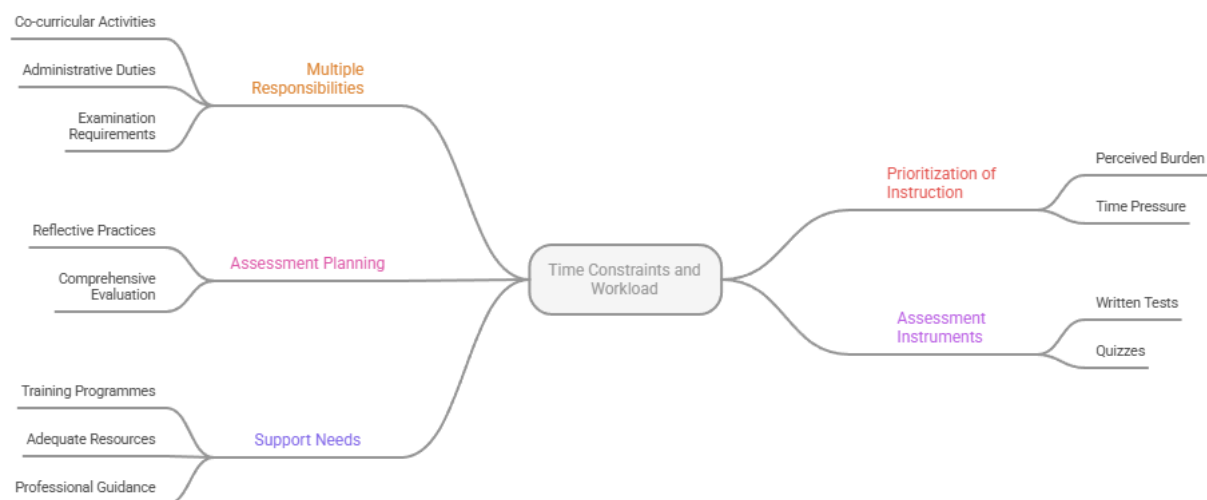 Co-curricular Activities
Administrative Duties
Examination
Requirements
Multiple
Responsibilities
Reflective Practices
Comprehensive
Evaluation
Assessment Planning
Training Programmes
Adequate Resources
Professional Guidance
Support Needs
Time Constraints and
Workload
Prioritization of
Instruction
Perceived Burden
Time Pressure
Assessment
Instruments
Written Tests
Quizzes